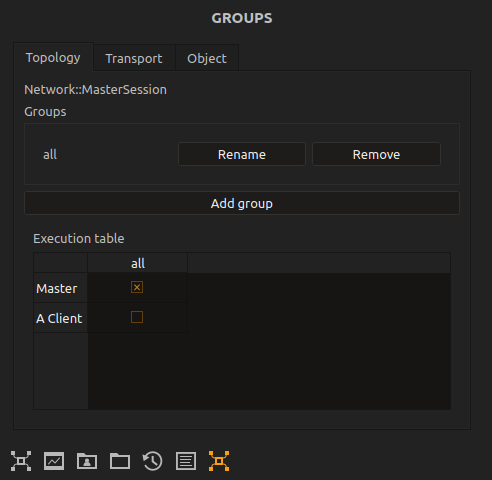 GROUPS
Topology Transport Object
Network::MasterSession
Groups
all Rename Remove
Add group
Execution table
all
Master
A Client